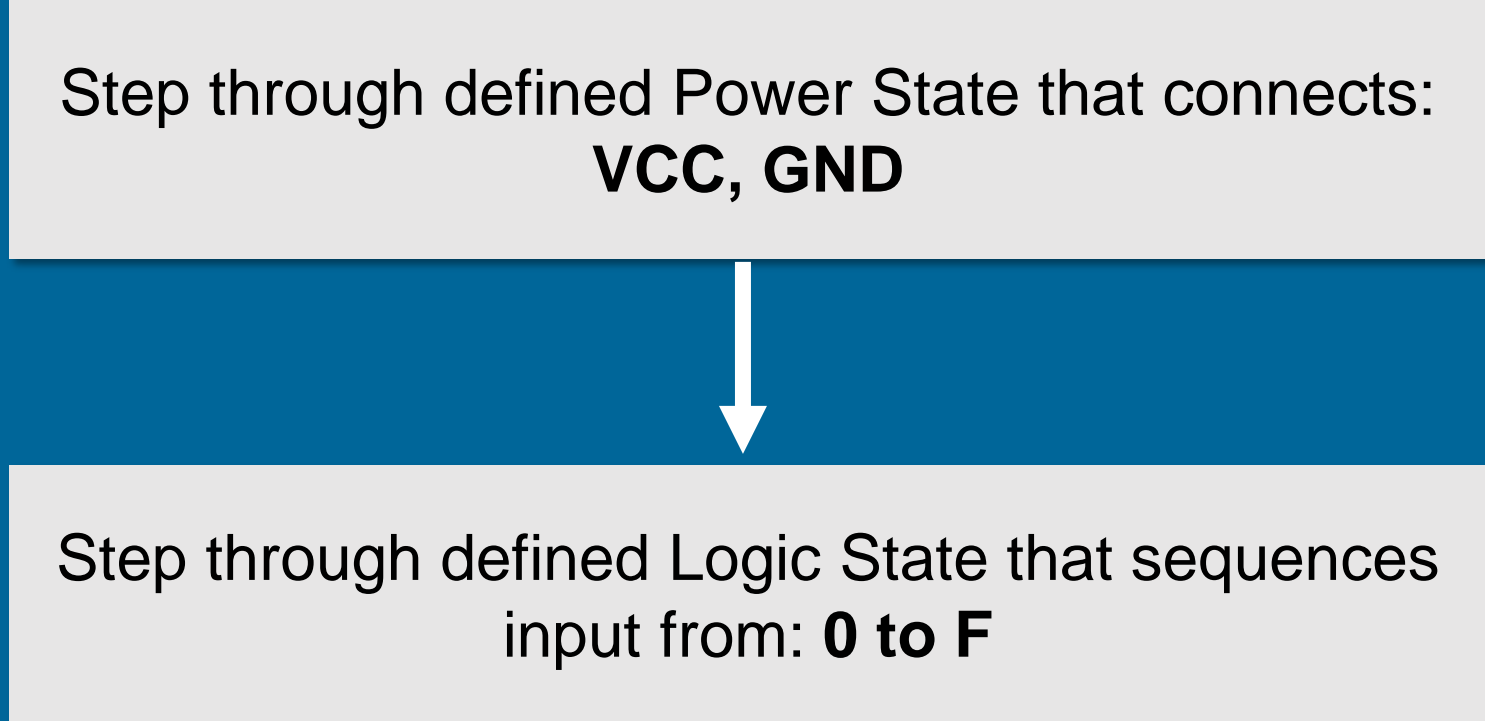 Step through defined Power State that connects:
VCC, GND
Step through defined Logic State that sequences
input from: 0 to F